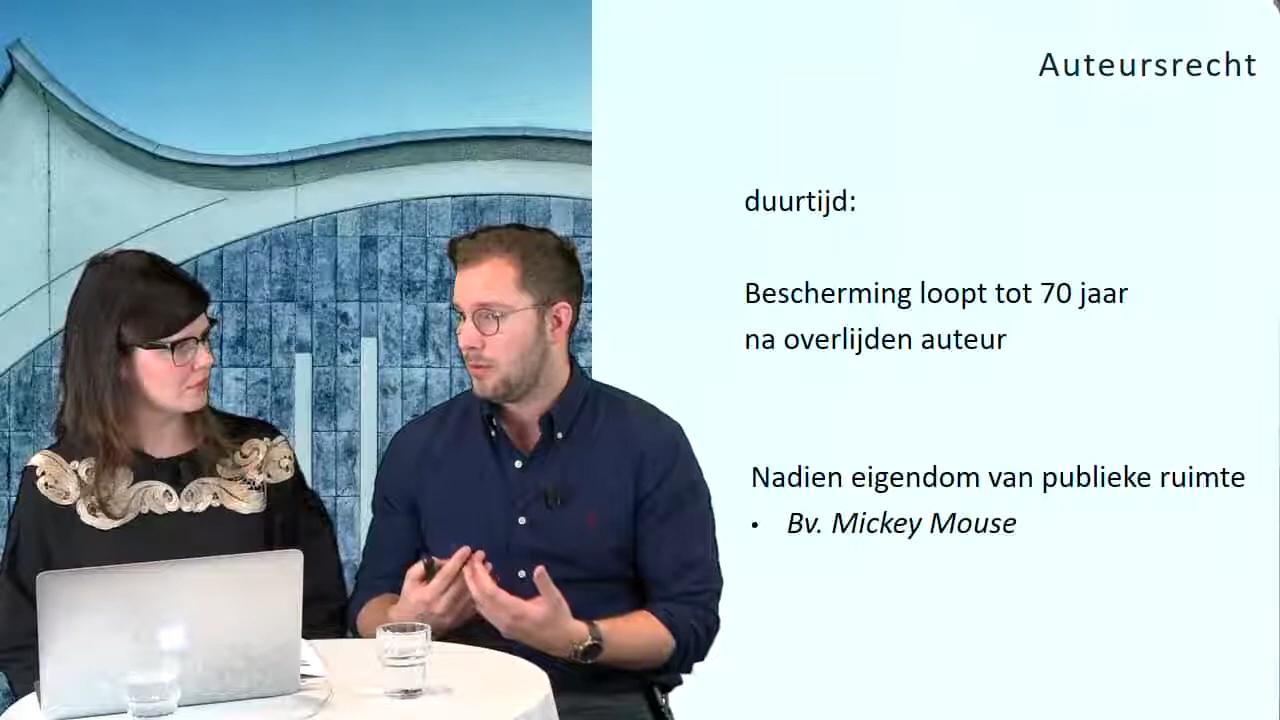 Auteursrecht
duurtijd:
Bescherming loopt tot 70 jaar
na overlijden auteur
Nadien eigendom van publieke ruimte
• Bv. Mickey Mouse